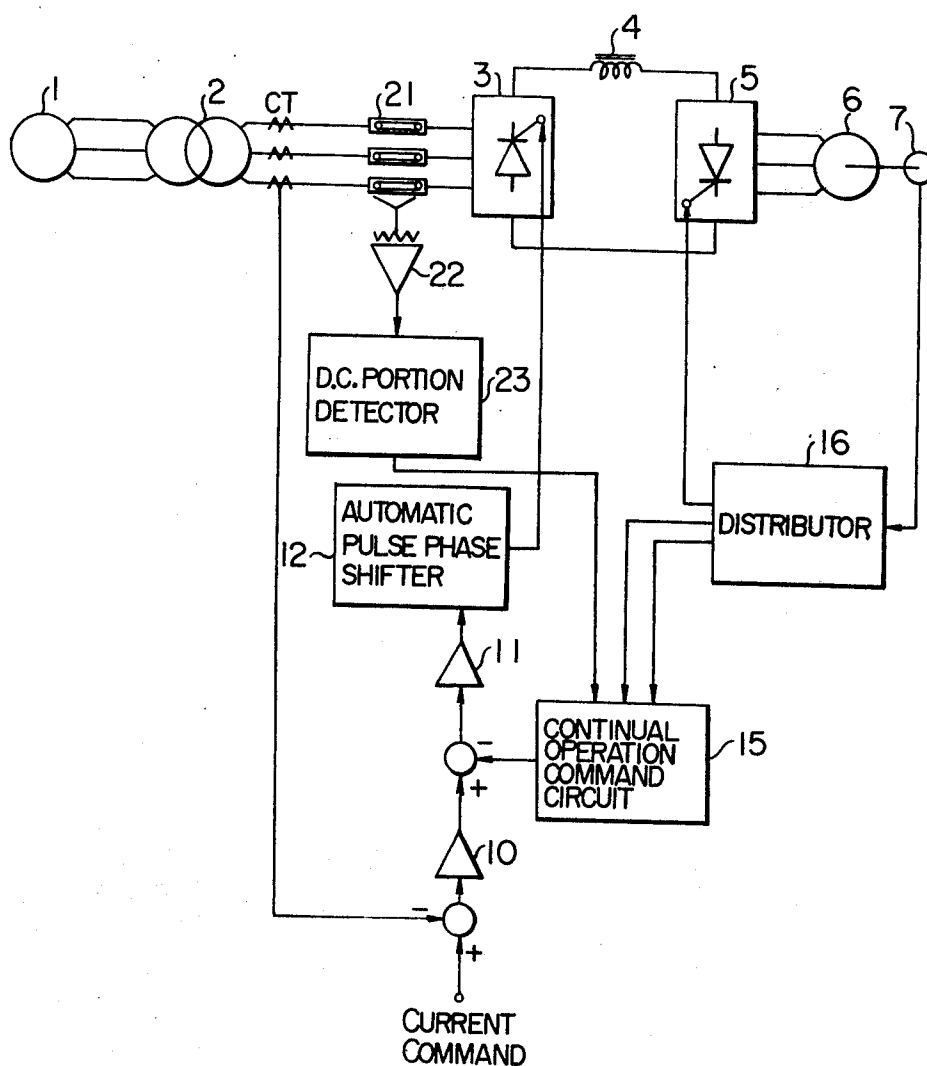 4
1
2
CT
21
3
5
6
7
22
D.C. PORTION
DETECTOR
23
16
DISTRIBUTOR
12
AUTOMATIC
PULSE PHASE
SHIFTER
11
CONTINUAL
OPERATION
COMMAND
CIRCUIT
15
-
+
10
-
+
CURRENT
COMMAND